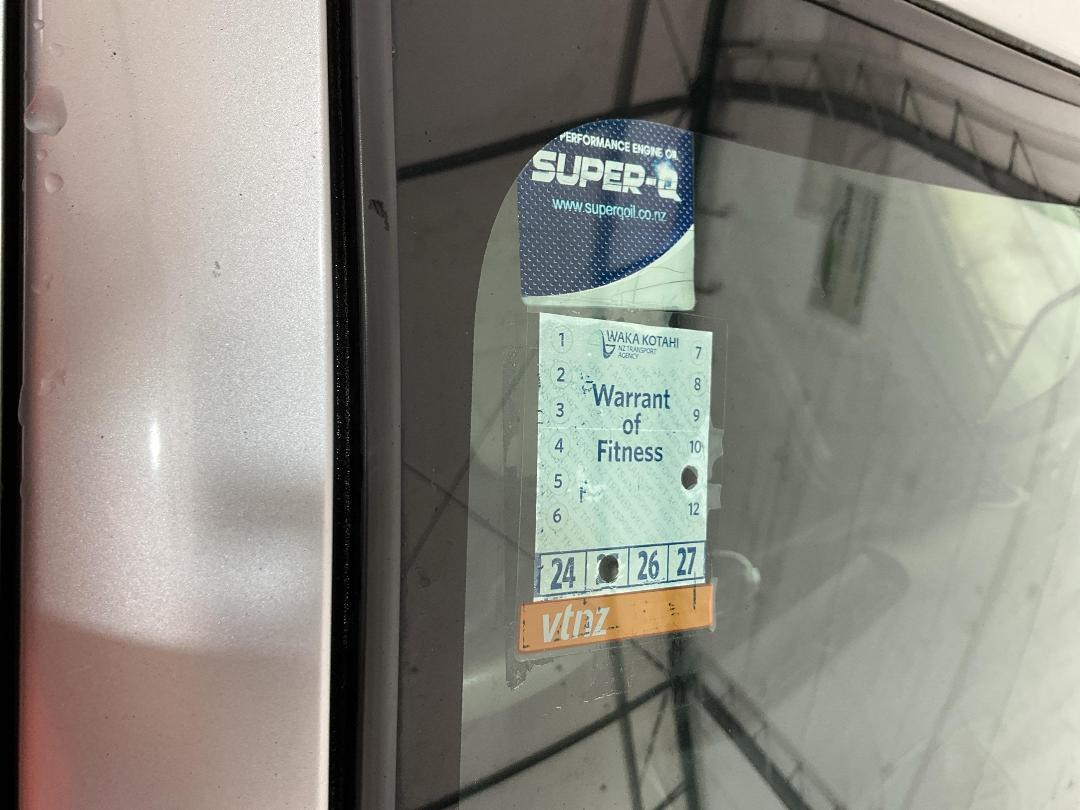 PERFORMANCE ENGINE OIL
SUPER-Q
www.superqoil.co.nz
WAKA KOTAHI
NZ TRANSPORT
AGENCY
1 7
2 8
3 9
4 10
5
6 12
Warrant
of
Fitness
24 26 27
vtnz